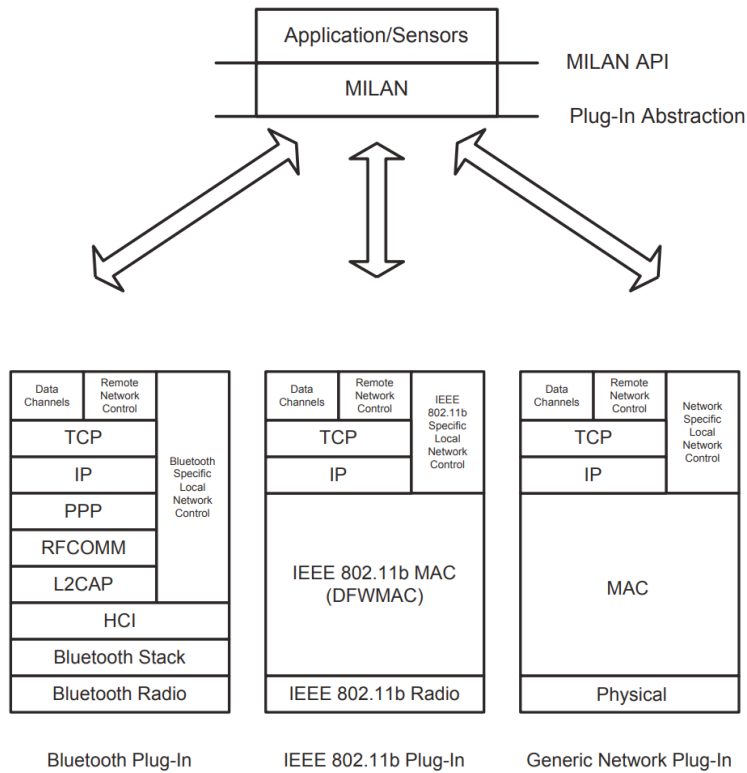 Application/Sensors
MILAN API
MILAN
Plug-In Abstraction
Data
Channels
Remote
Network
Control
Bluetooth
Specific
Local
Network
Control
TCP
IP
PPP
RFCOMM
L2CAP
HCI
Bluetooth Stack
Bluetooth Radio
Bluetooth Plug-In
Data
Channels
Remote
Network
Control
IEEE
802.11b
Specific
Local
Network
Control
TCP
IP
IEEE 802.11b MAC
(DFWMAC)
IEEE 802.11b Radio
IEEE 802.11b Plug-In
Data
Channels
Remote
Network
Control
Network
Specific
Local
Network
Control
TCP
IP
MAC
Physical
Generic Network Plug-In